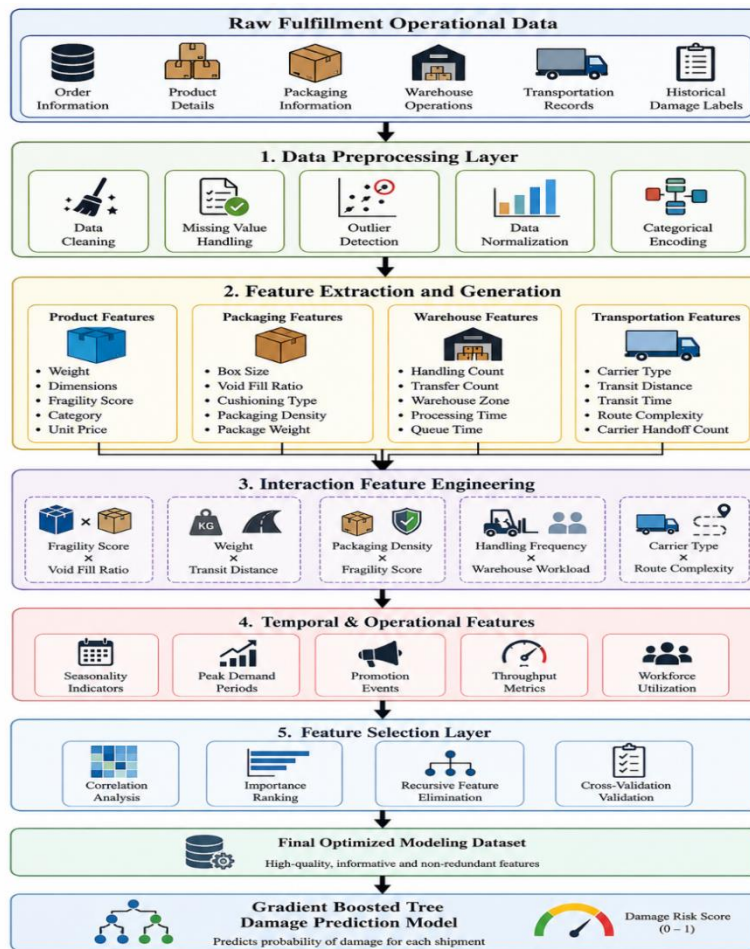 Raw Fulfillment Operational Data
Order
Information
Product
Details
Packaging
Information
Warehouse
Operations
Transportation
Records
Historical
Damage Labels
1. Data Preprocessing Layer
Data
Cleaning
Missing Value
Handling
Outlier
Detection
Data
Normalization
Categorical
Encoding
2. Feature Extraction and Generation
Product Features
• Weight
• Dimensions
• Fragility Score
• Category
• Unit Price
Packaging Features
• Box Size
• Void Fill Ratio
• Cushioning Type
• Packaging Density
• Package Weight
Warehouse Features
• Handling Count
• Transfer Count
• Warehouse Zone
• Processing Time
• Queue Time
Transportation Features
• Carrier Type
• Transit Distance
• Transit Time
• Route Complexity
• Carrier Handoff Count
3. Interaction Feature Engineering
×
Fragility Score
×
Void Fill Ratio
KG
Weight
×
Transit Distance
Packaging Density
×
Fragility Score
Handling Frequency
×
Warehouse Workload
Carrier Type
×
Route Complexity
4. Temporal & Operational Features
Seasonality
Indicators
Peak Demand
Periods
Promotion
Events
Throughput
Metrics
Workforce
Utilization
5. Feature Selection Layer
Correlation
Analysis
Importance
Ranking
Recursive Feature
Elimination
Cross-Validation
Validation
Final Optimized Modeling Dataset
High-quality, informative and non-redundant features
Gradient Boosted Tree
Damage Prediction Model
Predicts probability of damage for each shipment
Damage Risk Score
(0 – 1)